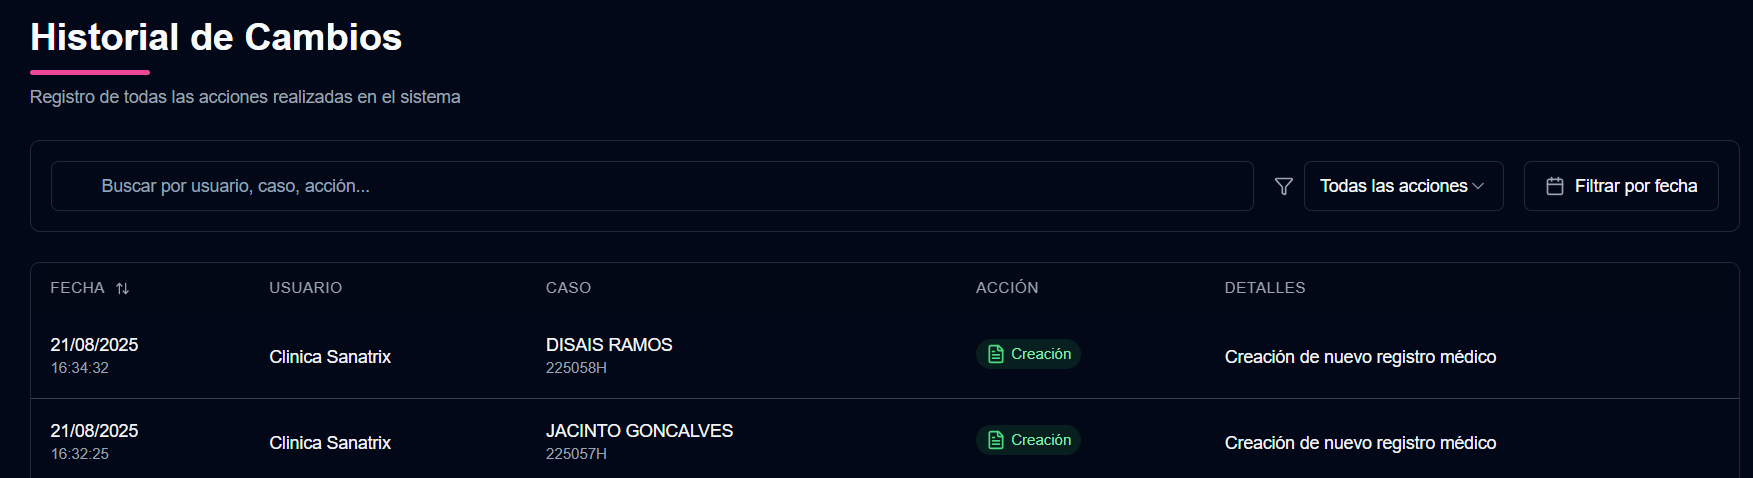 Historial de Cambios
Registro de todas las acciones realizadas en el sistema
Buscar por usuario, caso, acción...
Todas las acciones
Filtrar por fecha
FECHA USUARIO CASO ACCIÓN DETALLES
21/08/2025 Clinica Sanatrix DISAIS RAMOS Creación Creación de nuevo registro médico
16:34:32 225058H
21/08/2025 Clinica Sanatrix JACINTO GONCALVES Creación Creación de nuevo registro médico
16:32:25 225057H